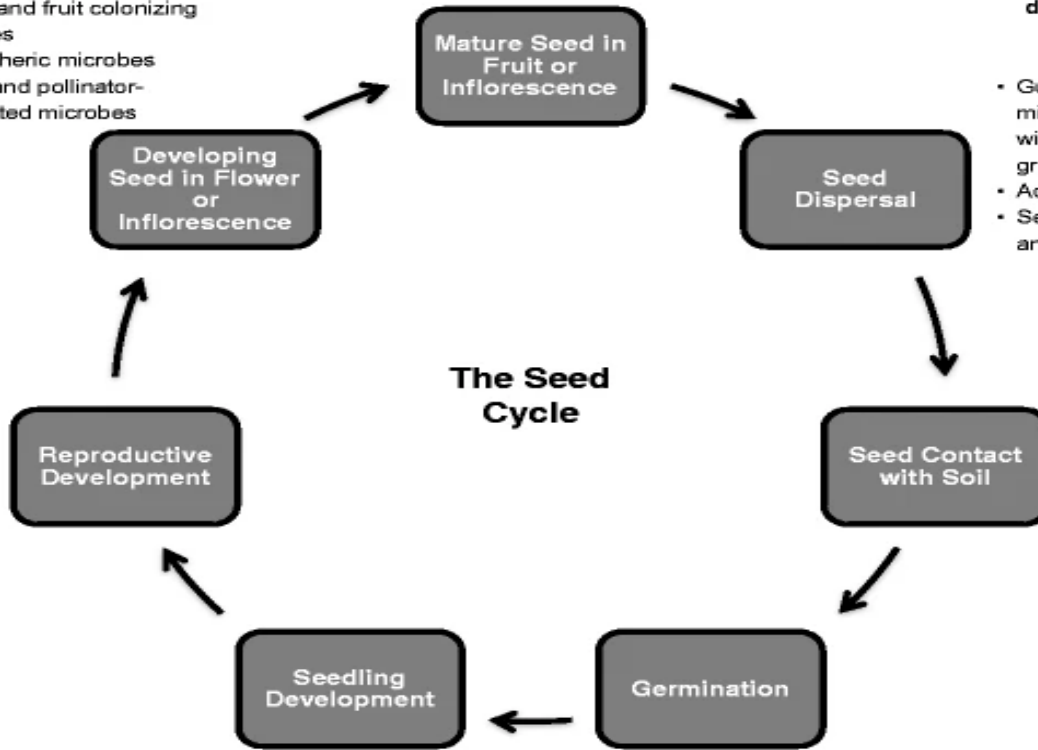 and fruit colonizing
heric microbes
and pollinator-
microbes
Mature Seed in
Fruit or
Inflorescence
Developing
Seed in Flower
or
Inflorescence
Seed
Dispersal
The Seed
Cycle
Reproductive
Development
Seed Contact
with Soil
Seedling
Development
Germination